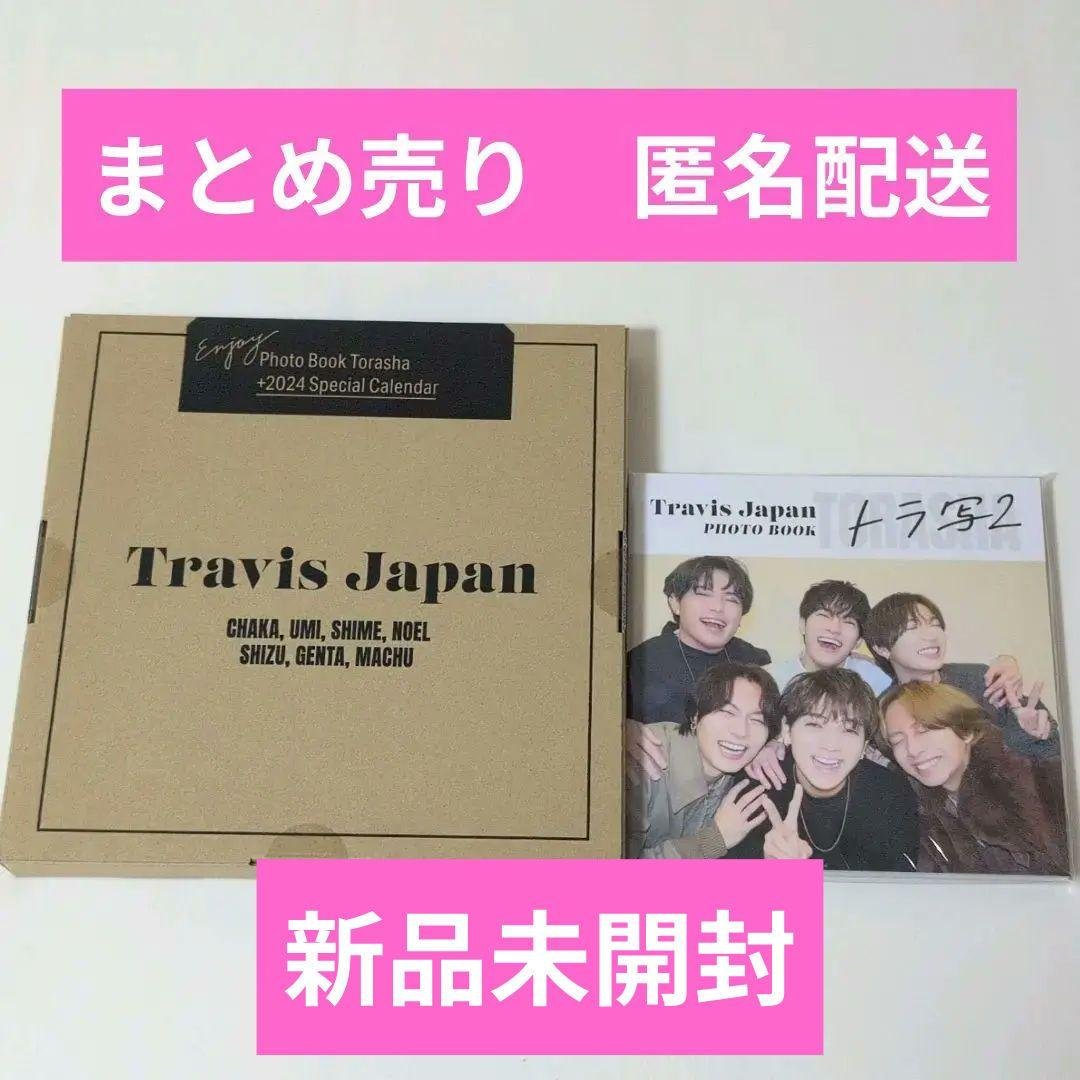 まとめ売り　匿名配送
Enjoy
Photo Book Torasha
+2024 Special Calendar
Travis Japan
CHAKA, UMI, SHIME, NOEL
SHIZU, GENTA, MACHU
Travis Japan
PHOTO BOOK
TORASHA
トラ写2
新品未開封